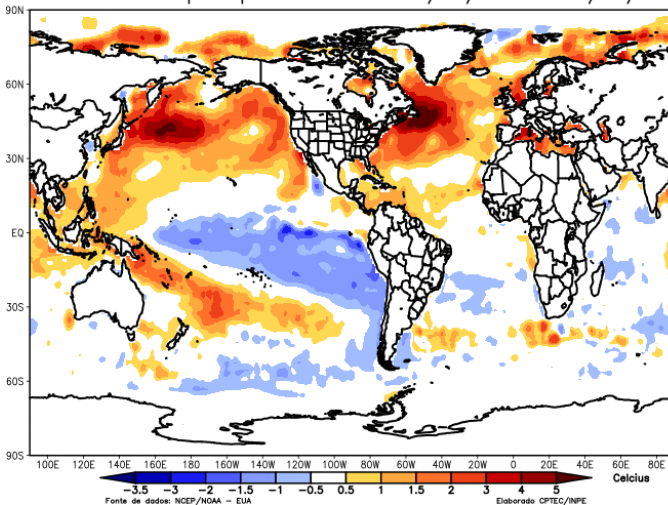 90N
60N
30N
EQ
30S
60S
90S
100E 120E 140E 160E 180 160W 140W 120W 100W 80W 60W 40W 20W 0 20E 40E 60E 80E
-3.5 -3 -2 -1.5 -1 -0.5 0.5 1 1.5 2 3 4 5 Celcius
Fonte de dados: NCEP/NOAA - EUA Elaborado CPTEC/INPE